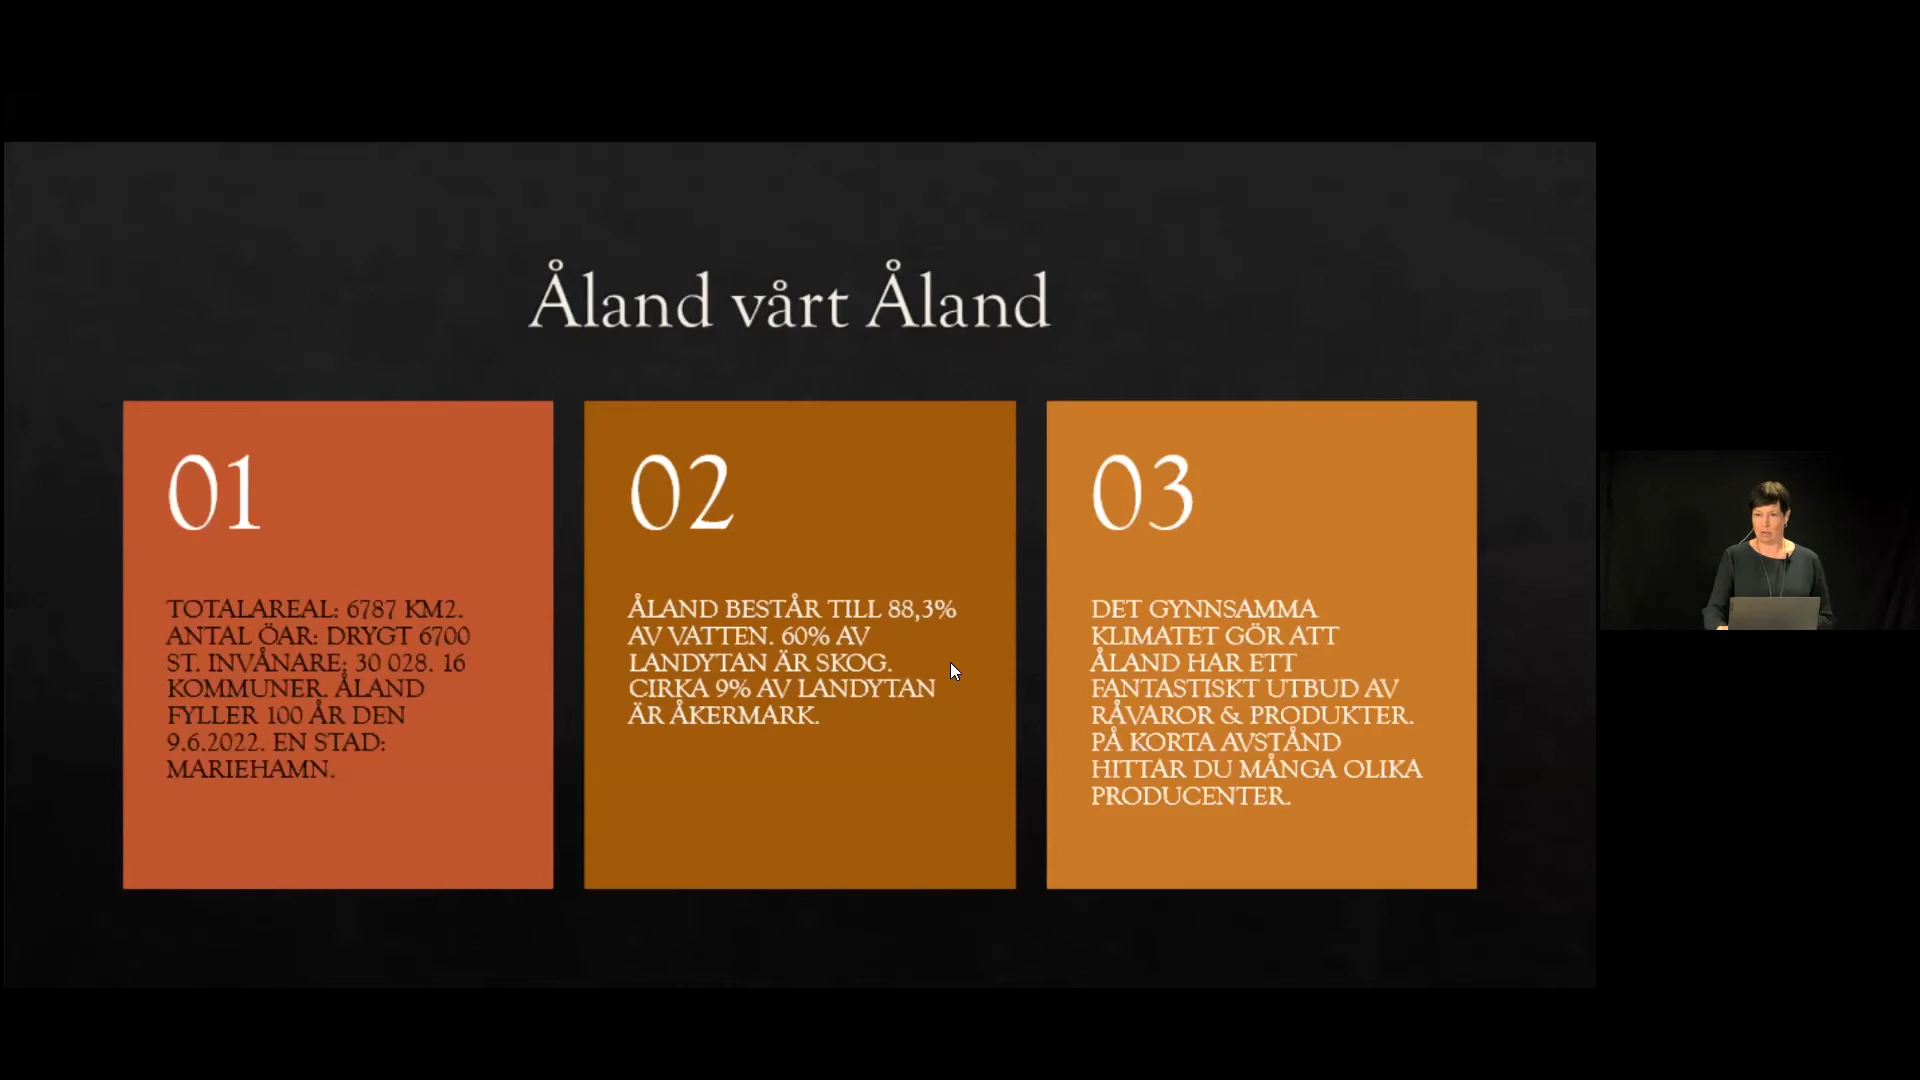 Åland vårt Åland
01
TOTALAREAL: 6787 KM2.
ANTAL ÖAR: DRYGT 6700
ST. INVÅNARE: 30 028. 16
KOMMUNER. ÅLAND
FYLLER 100 ÅR DEN
9.6.2022. EN STAD:
MARIEHAMN.
02
ÅLAND BESTÅR TILL 88,3%
AV VATTEN. 60% AV
LANDYTAN ÄR SKOG.
CIRKA 9% AV LANDYTAN
ÄR ÅKERMARK.
03
DET GYNNSAMMA
KLIMATET GÖR ATT
ÅLAND HAR ETT
FANTASTISKT UTBUD AV
RÅVAROR & PRODUKTER.
PÅ KORTA AVSTÅND
HITTAR DU MÅNGA OLIKA
PRODUCENTER.